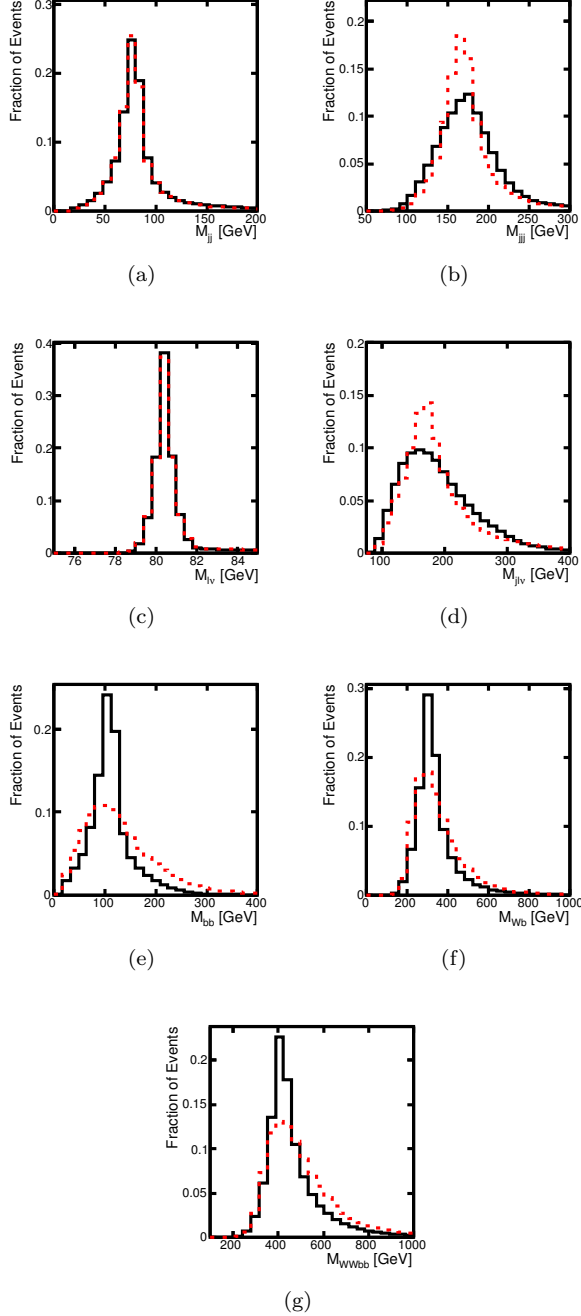 Fraction of Events
0.3
0.2
0.1
0
0 50 100 150 200
M_jj [GeV]
(a)
Fraction of Events
0.2
0.15
0.1
0.05
0
50 100 150 200 250 300
M_jjj [GeV]
(b)
Fraction of Events
0.4
0.3
0.2
0.1
0
76 78 80 82 84
M_lv [GeV]
(c)
Fraction of Events
0.2
0.15
0.1
0.05
0
100 200 300 400
M_jlv [GeV]
(d)
Fraction of Events
0.2
0.1
0
0 100 200 300 400
M_bb [GeV]
(e)
Fraction of Events
0.3
0.2
0.1
0
0 200 400 600 800 1000
M_Wb [GeV]
(f)
Fraction of Events
0.2
0.15
0.1
0.05
0
200 400 600 800 1000
M_WWbb [GeV]
(g)